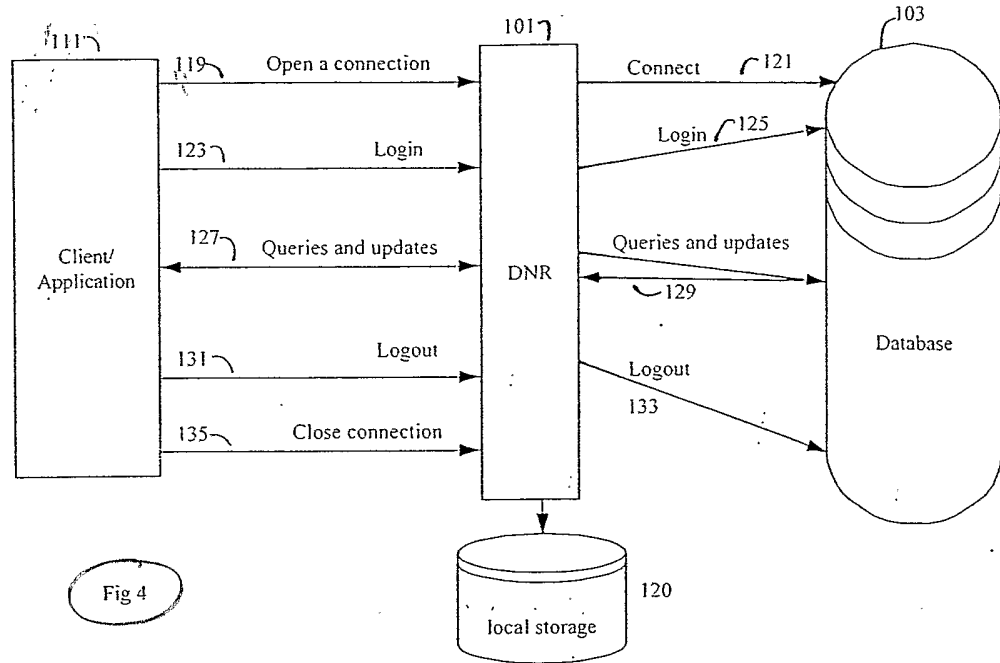 111
101
103
119
Open a connection
Connect
121
123
Login
Login
125
127
Queries and updates
Queries and updates
129
Client/
Application
DNR
Database
131
Logout
Logout
133
135
Close connection
Fig 4
local storage
120